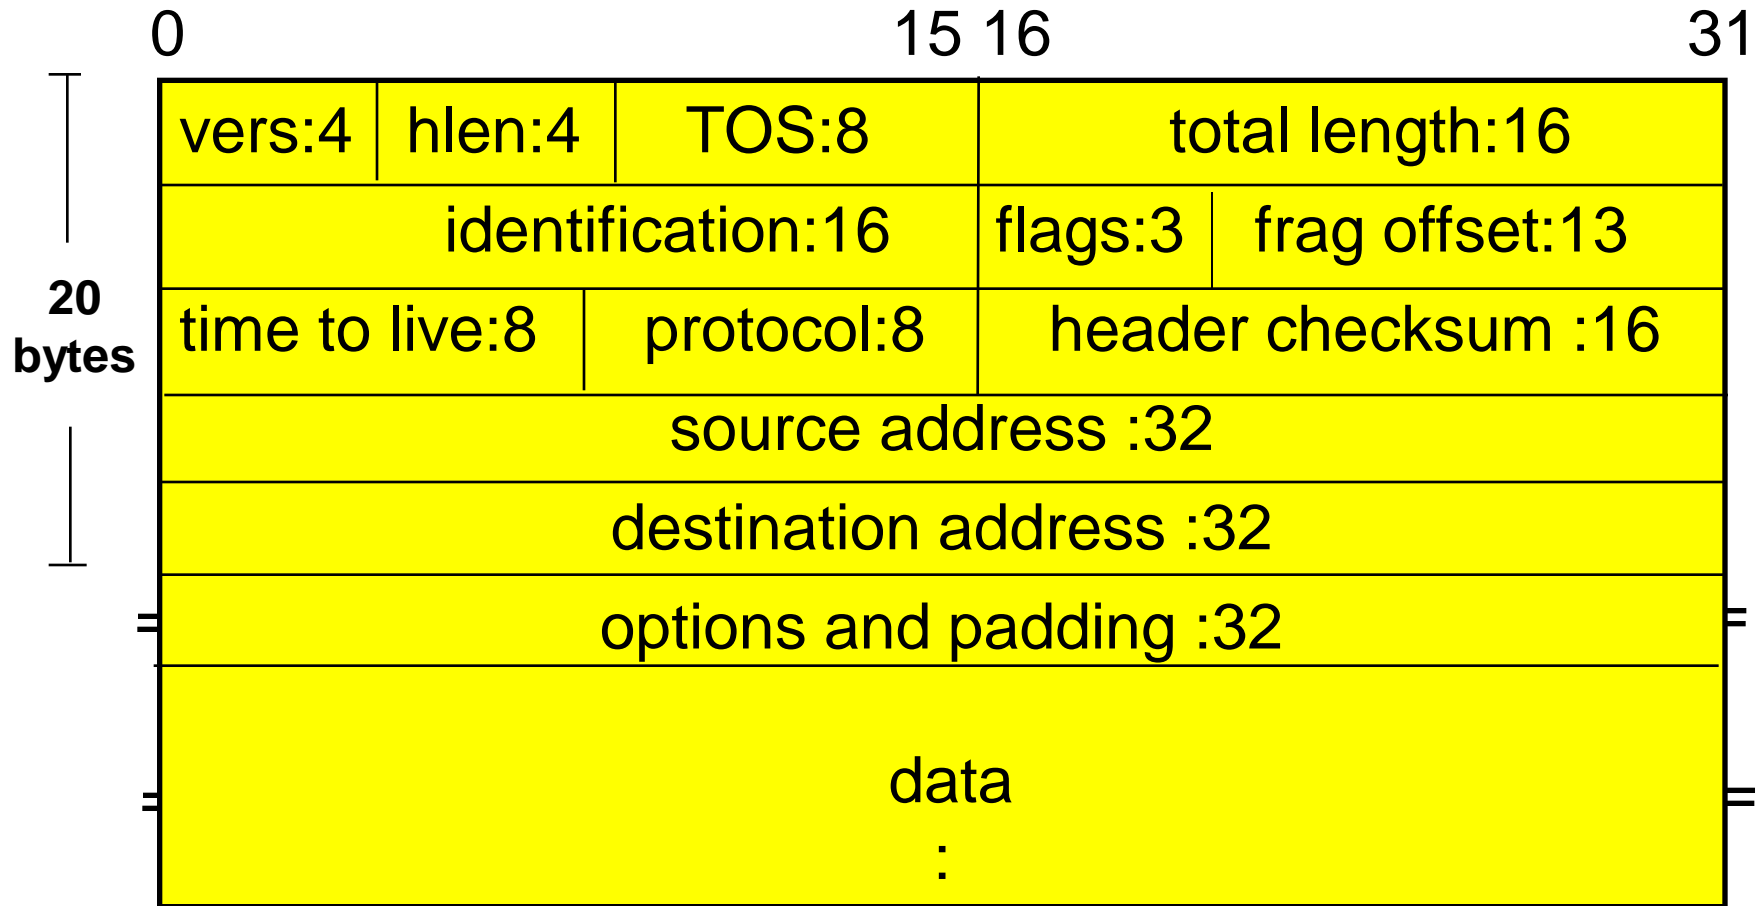 0 15 16 31
vers:4 hlen:4 TOS:8 total length:16
identification:16 flags:3 frag offset:13
20
bytes
time to live:8 protocol:8 header checksum :16
source address :32
destination address :32
= options and padding :32 =
data
= =
: